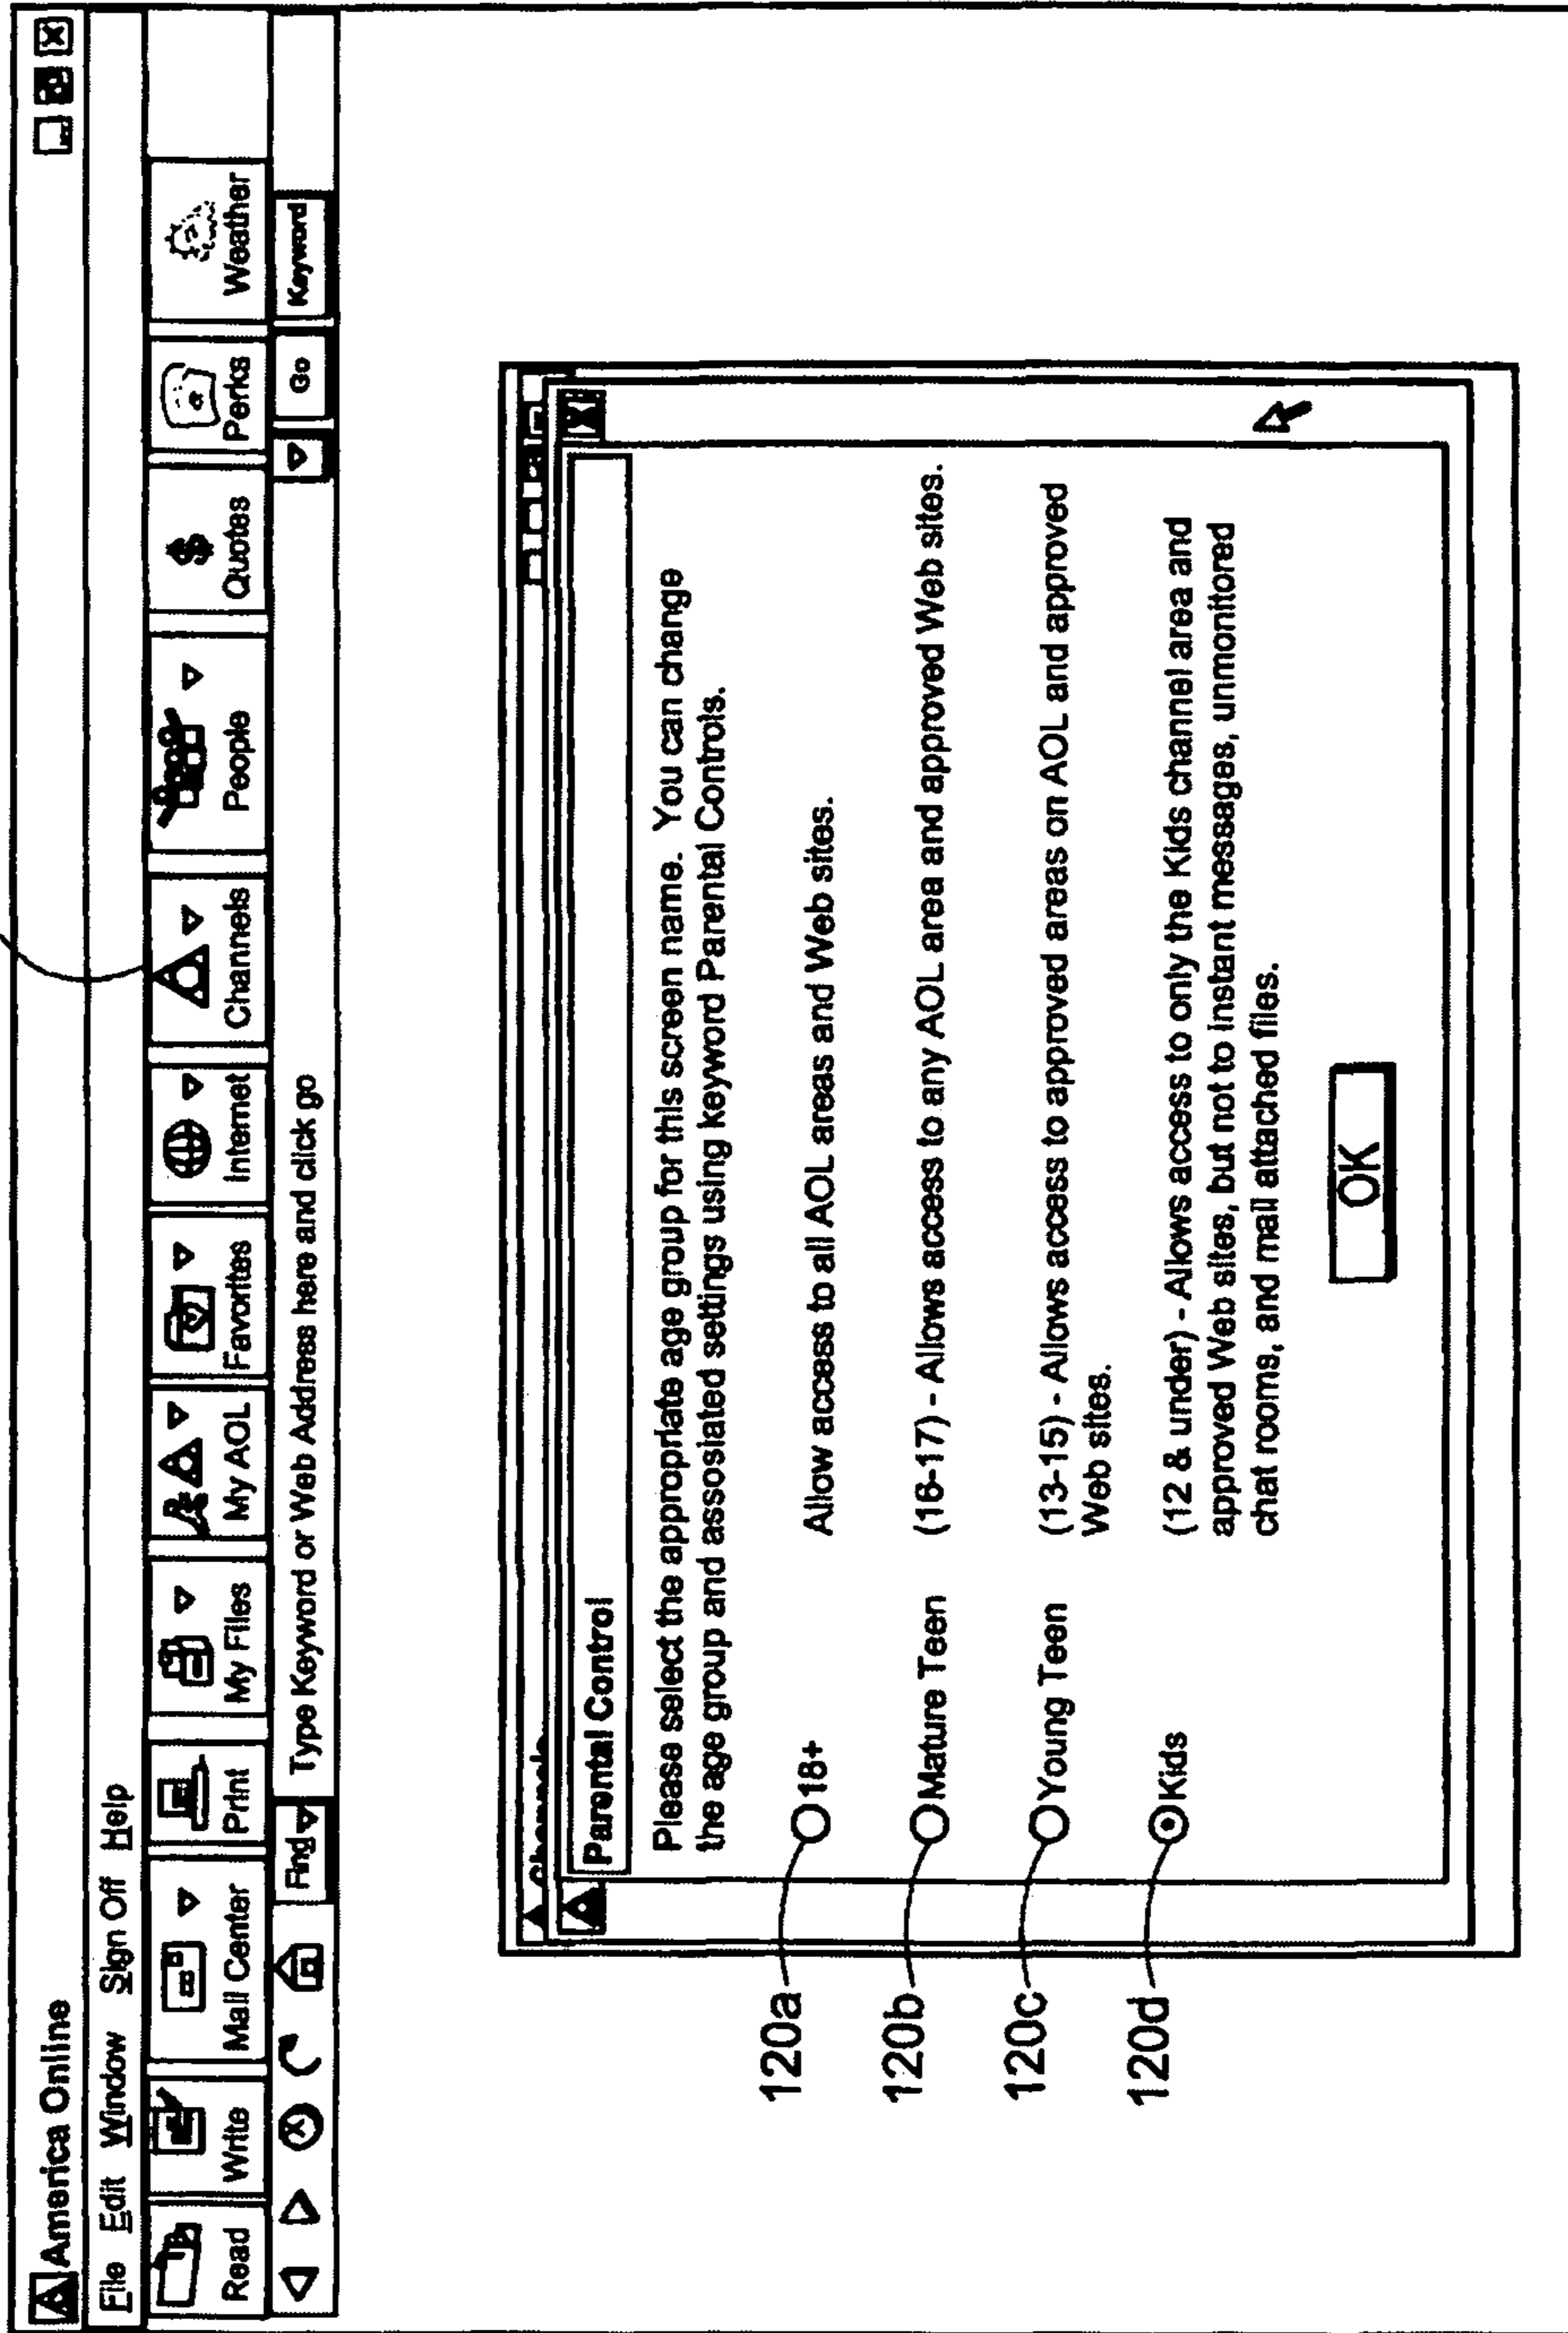 America Online
File Edit Window Sign Off Help
Read Write Mail Center Print My Files My AOL Favorites Internet Channels People Quotes Perks Weather
Find Type Keyword or Web Address here and click go Go Keyword
Channels
Parental Control
Please select the appropriate age group for this screen name. You can change
the age group and assosiated settings using keyword Parental Controls.
120a 18+ Allow access to all AOL areas and Web sites.
120b Mature Teen (16-17) - Allows access to any AOL area and approved Web sites.
120c Young Teen (13-15) - Allows access to approved areas on AOL and approved
Web sites.
120d Kids (12 & under) - Allows access to only the Kids channel area and
approved Web sites, but not to Instant messages, unmonitored
chat rooms, and mail attached files.
OK